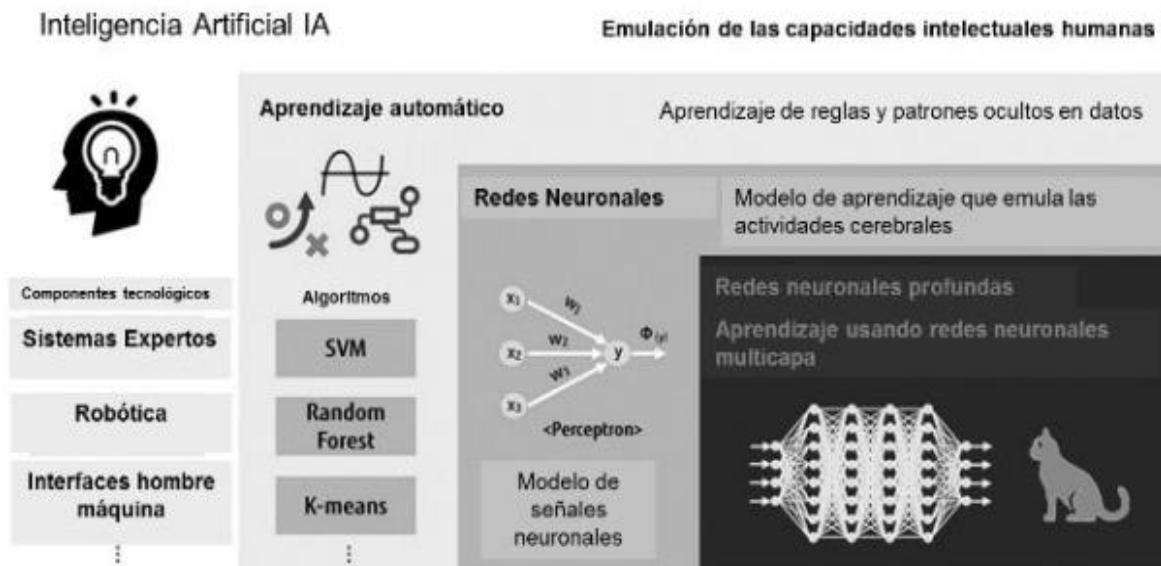 Inteligencia Artificial IA
Emulación de las capacidades intelectuales humanas
Aprendizaje automático
Aprendizaje de reglas y patrones ocultos en datos
Redes Neuronales
Modelo de aprendizaje que emula las
actividades cerebrales
Componentes tecnológicos
Sistemas Expertos
Robótica
Interfaces hombre
máquina
⋮
Algoritmos
SVM
Random
Forest
K-means
⋮
x₁
x₂
x₃
w₂
y
<Perceptron>
Modelo de
señales
neuronales
Redes neuronales profundas
Aprendizaje usando redes neuronales
multicapa